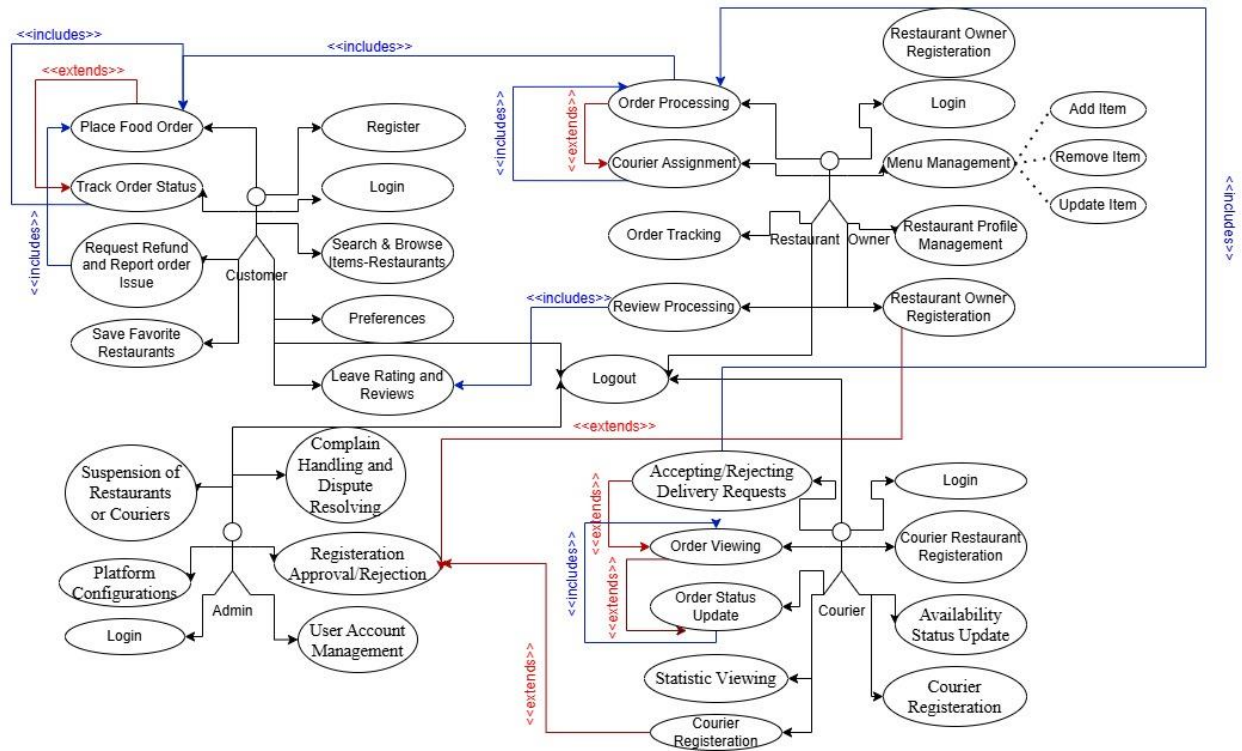 <<includes>>
<<extends>>
Place Food Order
Track Order Status
<<includes>>
Request Refund
and Report order
Issue
Save Favorite
Restaurants
Customer
Register
Login
Search & Browse
Items-Restaurants
Preferences
Leave Rating and
Reviews
<<includes>>
<<includes>>
<<extends>>
Order Processing
Courier Assignment
Order Tracking
<<includes>>
Review Processing
Restaurant Owner
Restaurant Owner
Registeration
Login
Menu Management
Add Item
Remove Item
Update Item
Restaurant Profile
Management
Restaurant Owner
Registeration
<<includes>>
Logout
<<extends>>
Suspension of
Restaurants
or Couriers
Complain
Handling and
Dispute
Resolving
Platform
Configurations
Registeration
Approval/Rejection
Admin
Login
User Account
Management
Accepting/Rejecting
Delivery Requests
<<extends>>
<<includes>>
Order Viewing
<<extends>>
Order Status
Update
Statistic Viewing
<<extends>>
Courier
Registeration
Courier
Login
Courier Restaurant
Registeration
Availability
Status Update
Courier
Registeration